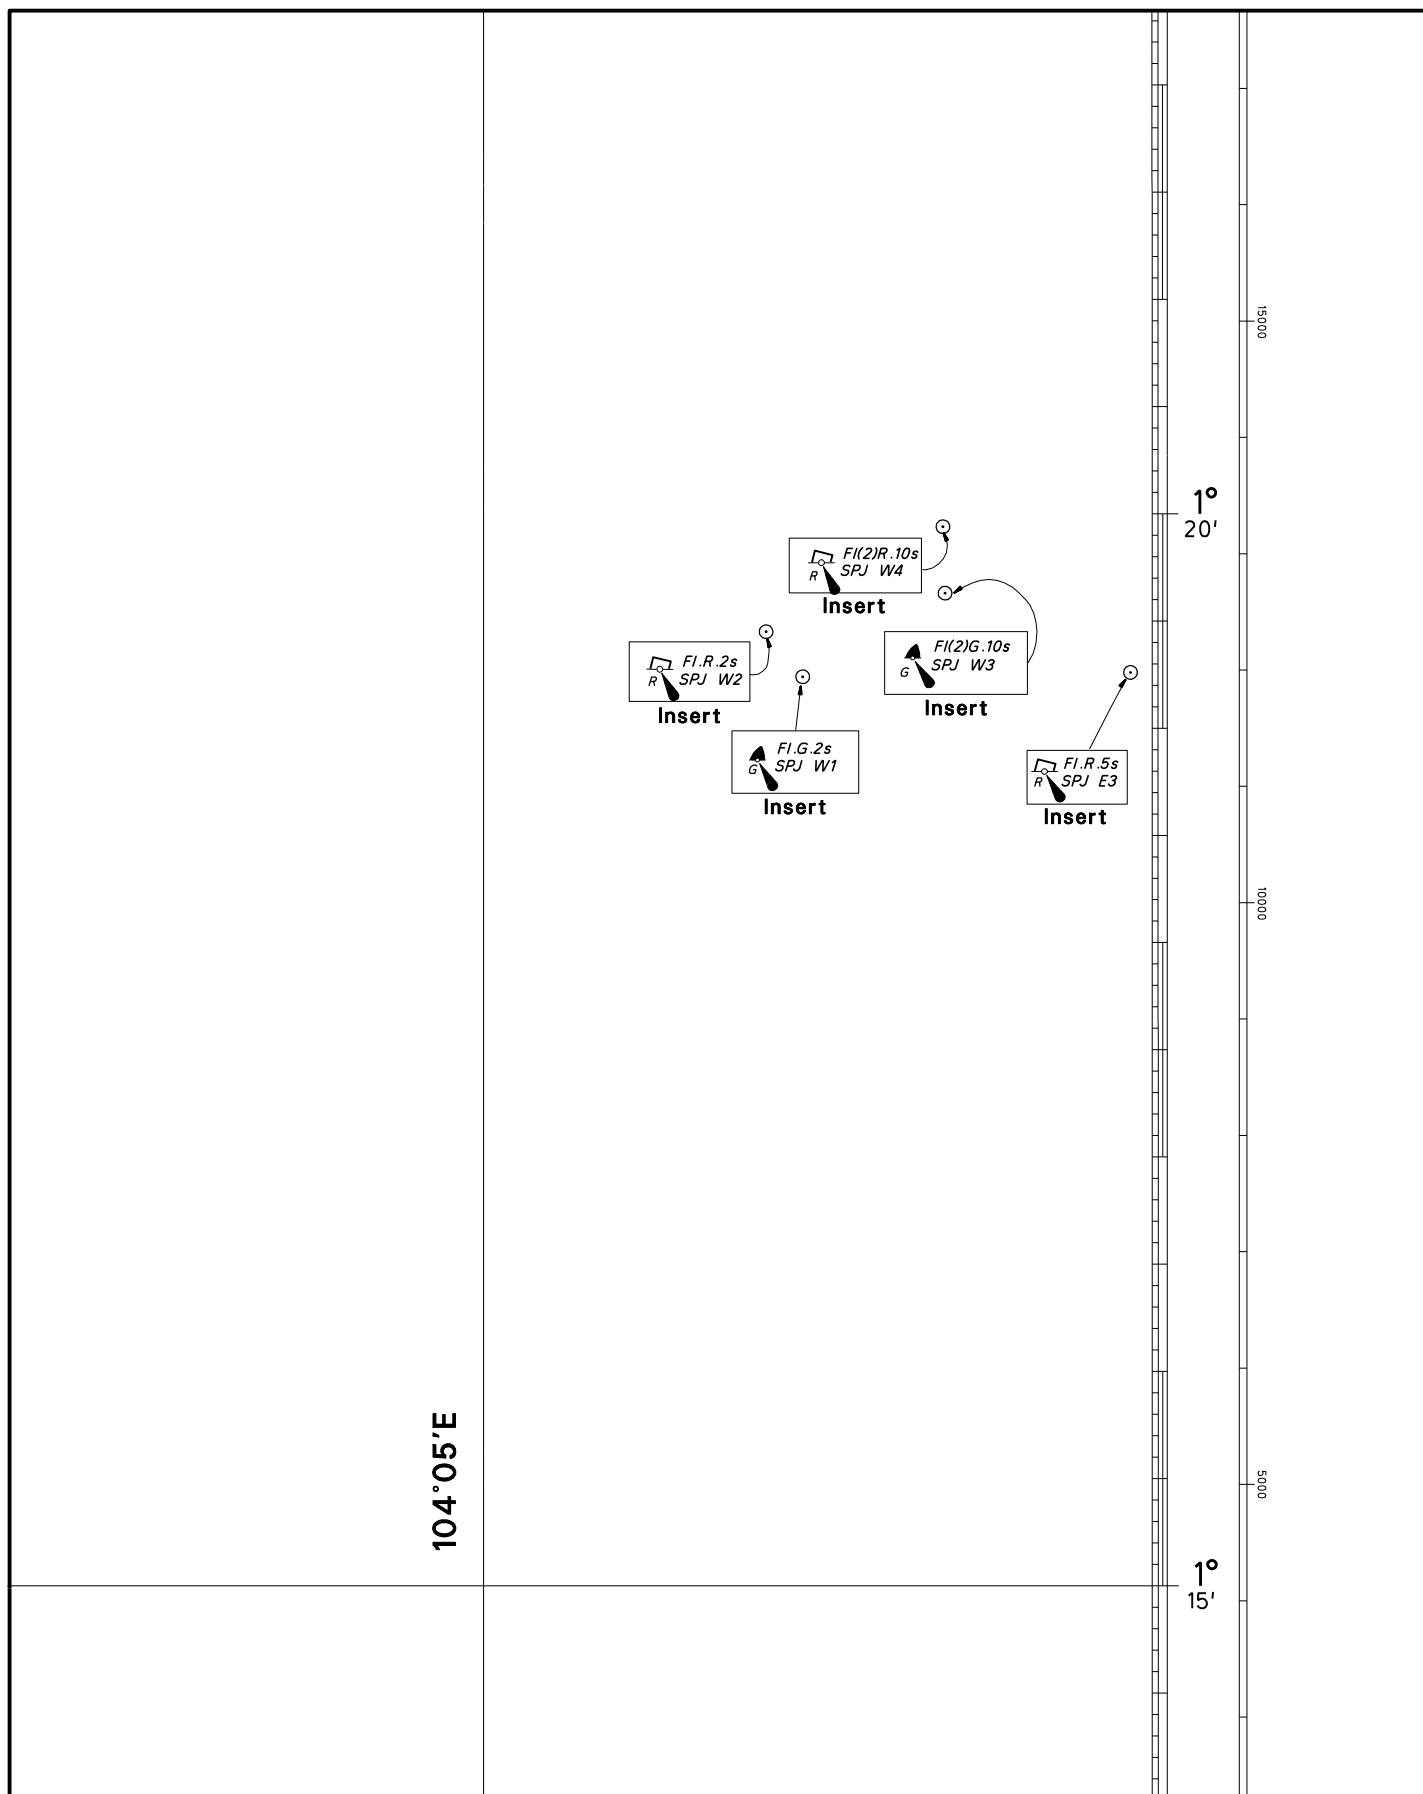 15000
1°
20'
Fl(2)R.10s
SPJ W4
R
Insert
Fl(2)G.10s
SPJ W3
G
Insert
Fl.R.2s
SPJ W2
R
Insert
Fl.G.2s
SPJ W1
G
Insert
Fl.R.5s
SPJ E3
R
Insert
10000
104°05'E
5000
1°
15'